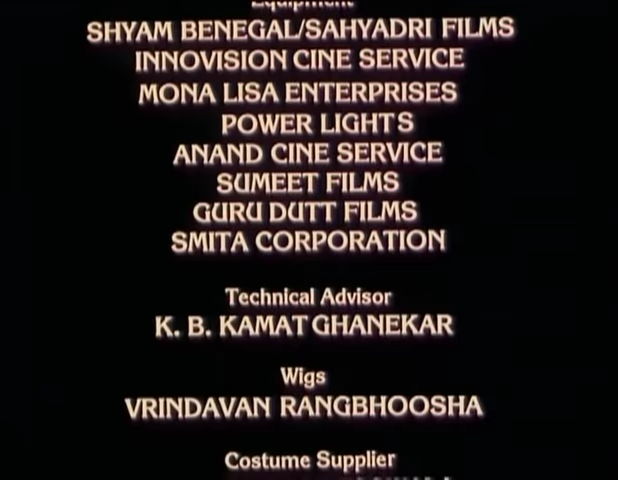 Equipment
SHYAM BENEGAL/SAHYADRI FILMS
INNOVISION CINE SERVICE
MONA LISA ENTERPRISES
POWER LIGHTS
ANAND CINE SERVICE
SUMEET FILMS
GURU DUTT FILMS
SMITA CORPORATION
Technical Advisor
K. B. KAMAT GHANEKAR
Wigs
VRINDAVAN RANGBHOOSHA
Costume Supplier